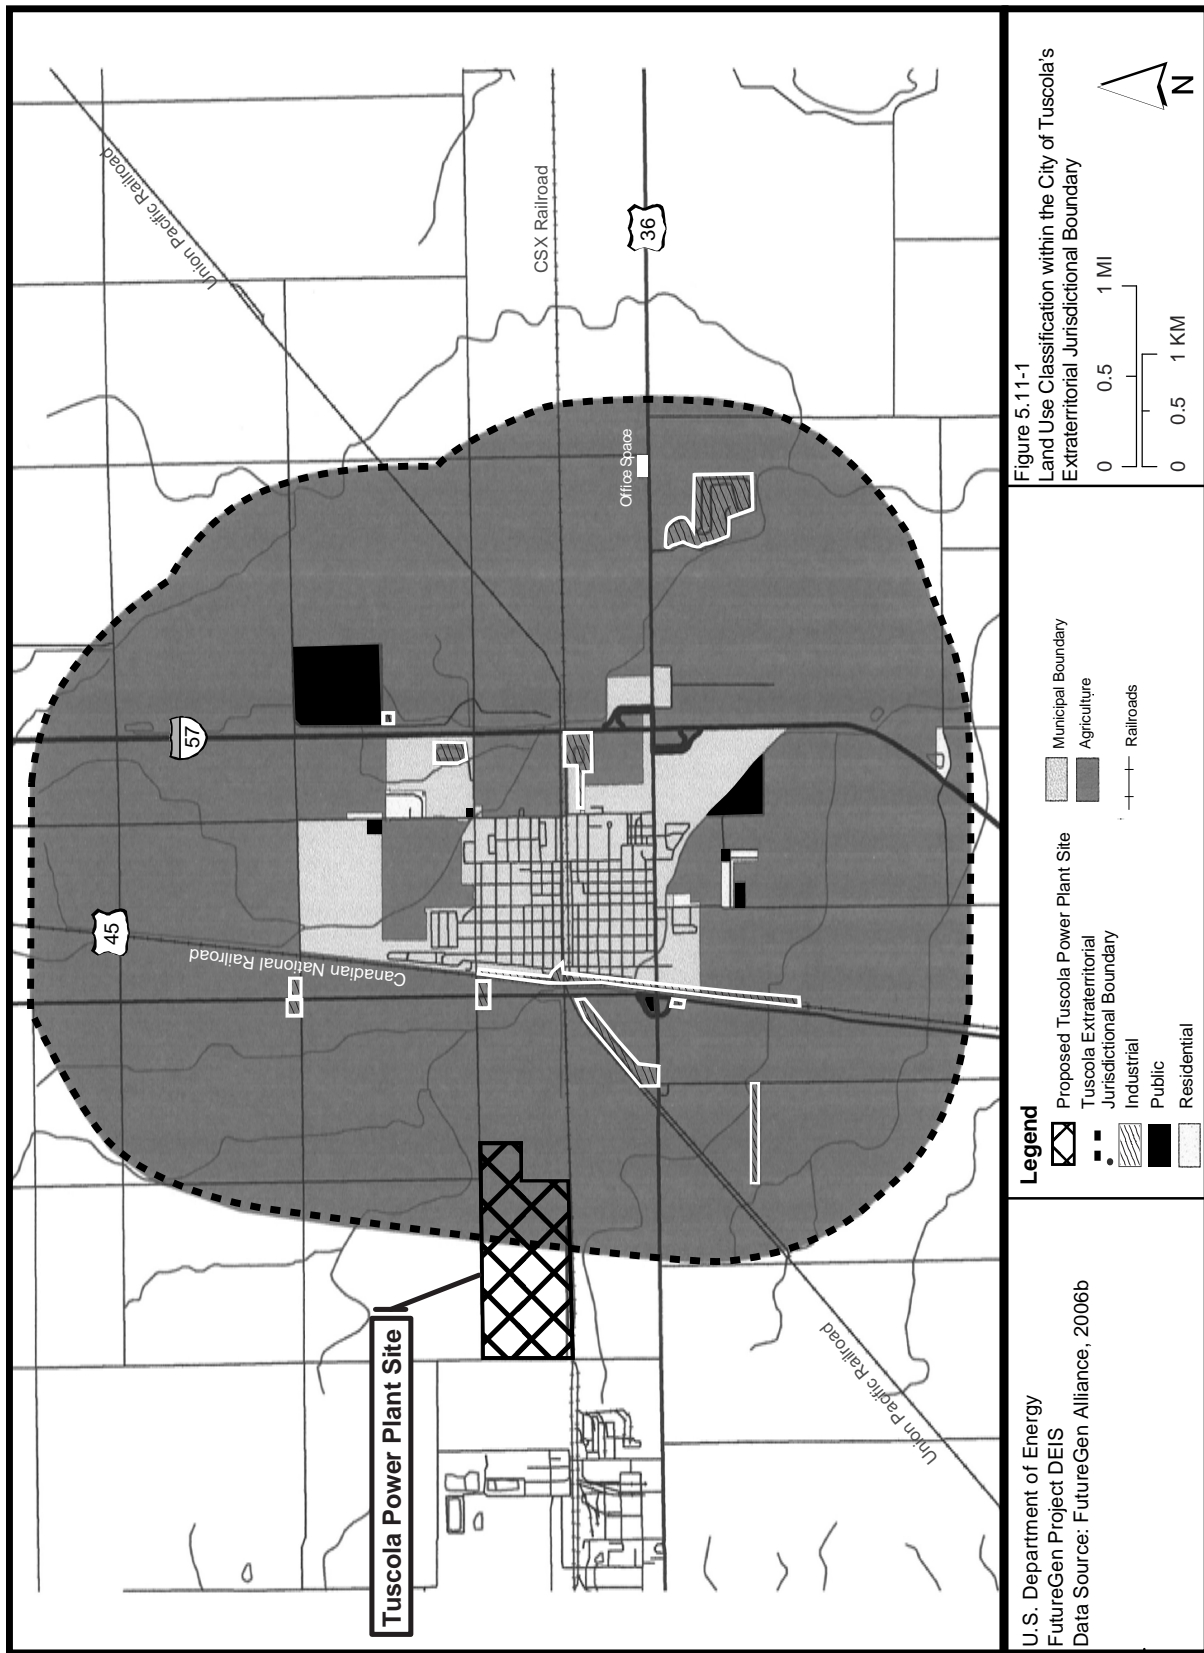 Union Pacific Railroad
CSX Railroad
36
Office Space
57
45
Canadian National Railroad
Tuscola Power Plant Site
Union Pacific Railroad
U.S. Department of Energy
FutureGen Project DEIS
Data Source: FutureGen Alliance, 2006b
Legend
Proposed Tuscola Power Plant Site
Tuscola Extraterritorial
Jurisdictional Boundary
Industrial
Public
Residential
Municipal Boundary
Agriculture
Railroads
Figure 5.11-1
Land Use Classification within the City of Tuscola's
Extraterritorial Jurisdictional Boundary
0 0.5 1 MI
0 0.5 1 KM
N